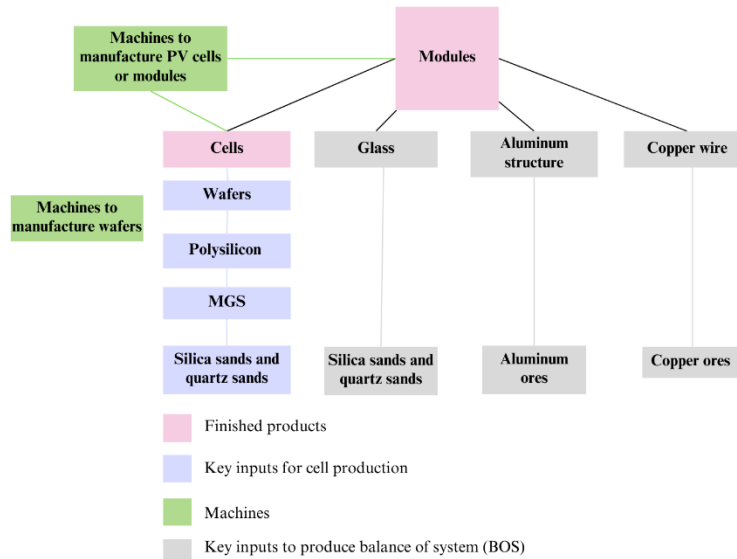 Machines to
manufacture PV cells
or modules
Modules
Cells
Glass
Aluminum
structure
Copper wire
Wafers
Machines to
manufacture wafers
Polysilicon
MGS
Silica sands and
quartz sands
Silica sands and
quartz sands
Aluminum
ores
Copper ores
Finished products
Key inputs for cell production
Machines
Key inputs to produce balance of system (BOS)